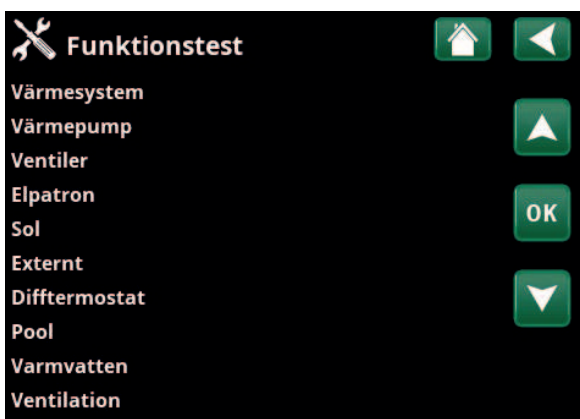 Funktionstest
Värmesystem
Värmepump
Ventiler
Elpatron
OK
Sol
Externt
Difftermostat
Pool
Varmvatten
Ventilation